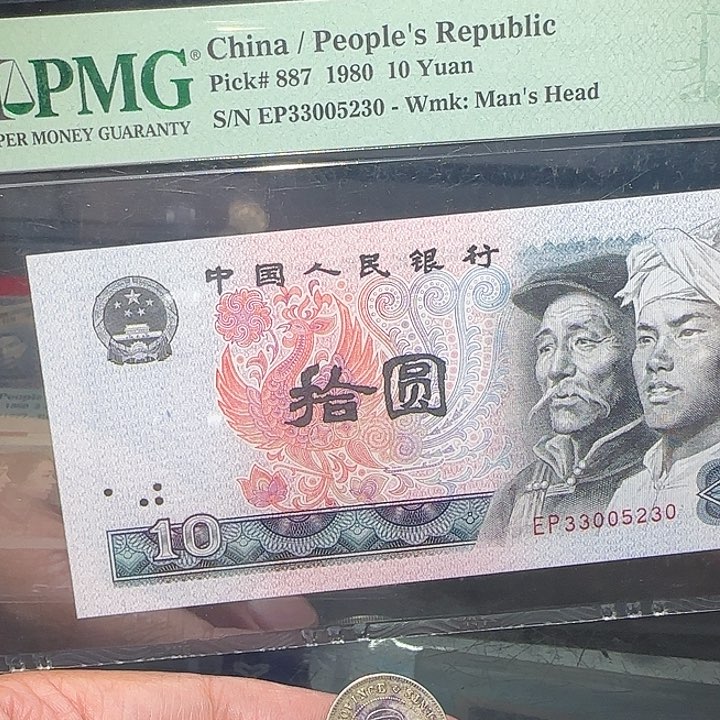 China / People's Republic
PMG®
Pick# 887 1980 10 Yuan
S/N EP33005230 - Wmk: Man's Head
PER MONEY GUARANTY
中国人民银行
拾圆
10
EP33005230